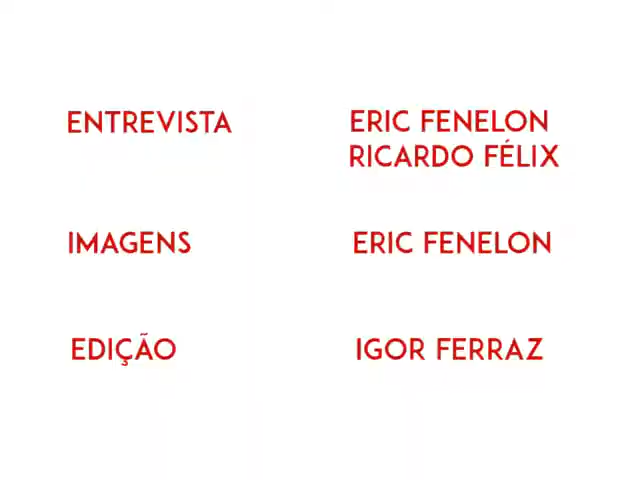 ENTREVISTA ERIC FENELON
RICARDO FÉLIX
IMAGENS ERIC FENELON
EDIÇÃO IGOR FERRAZ